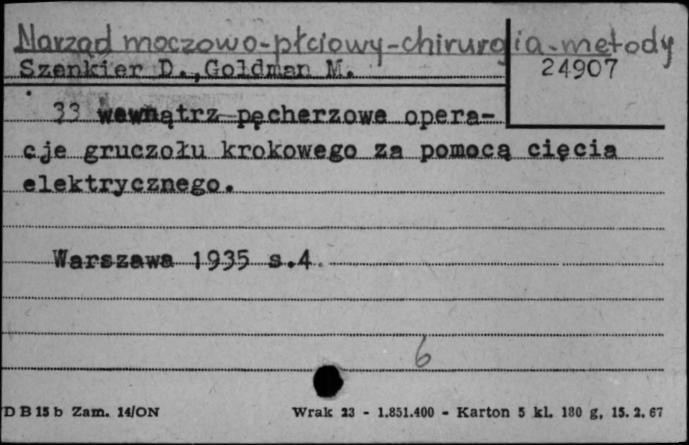 Narząd moczowo-płciowy-chirurgia-metody
Szenkier D., Goldman M.
24907
33 wewnątrz pęcherzowe opera-
cje gruczołu krokowego za pomocą cięcia
elektrycznego.
Warszawa 1935 s.4.
6
D B 15 b Zam. 14/ON
Wrak 23 - 1.851.400 - Karton 5 kl. 180 g, 15. 2. 67